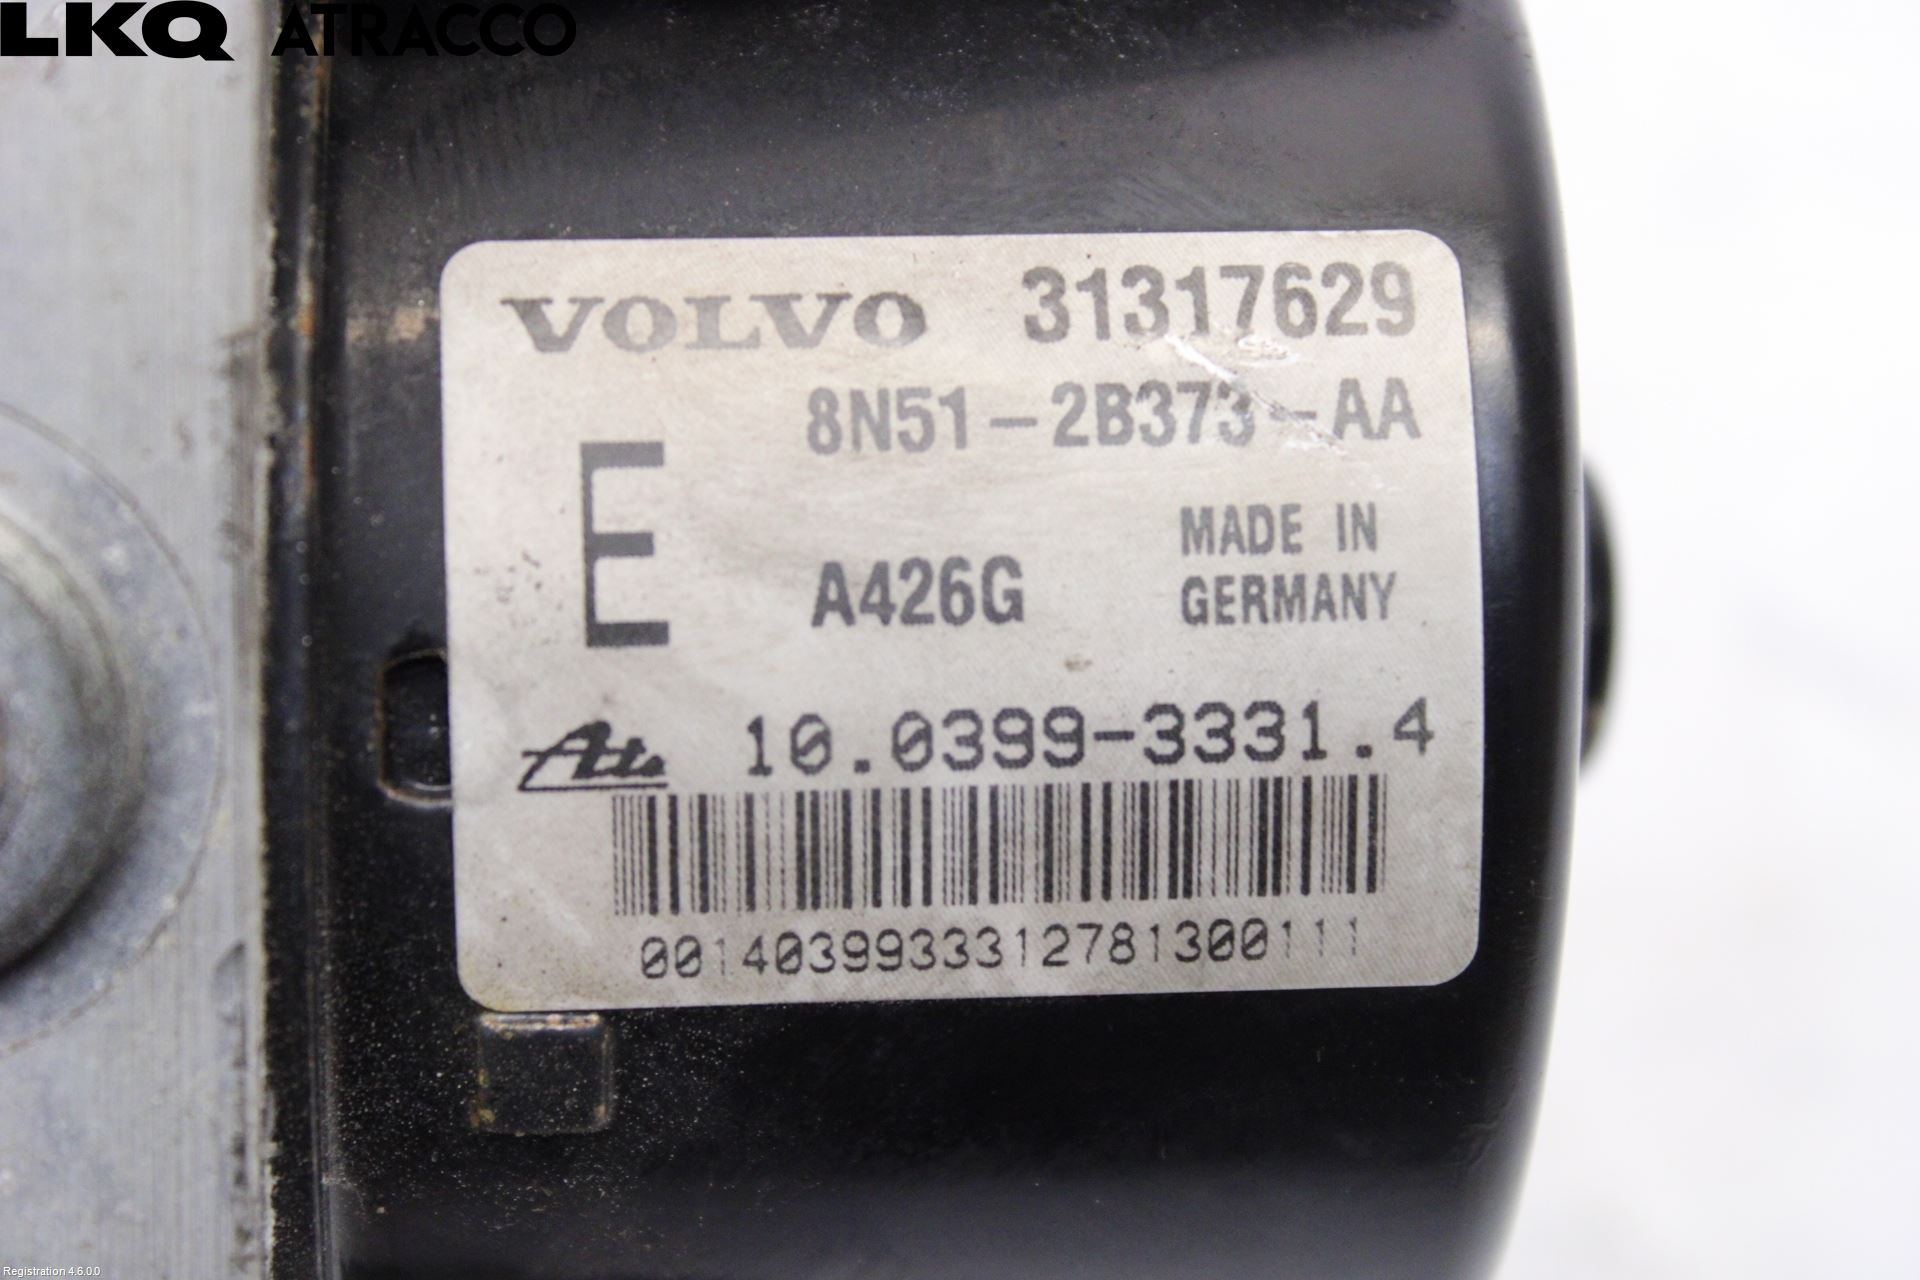 LKQ ATRACCO
VOLVO 31317629
8N51-2B373-AA
E
A426G
MADE IN
GERMANY
Ate 10.0399-3331.4
0014039933312781300111
Registration 4.6.0.0